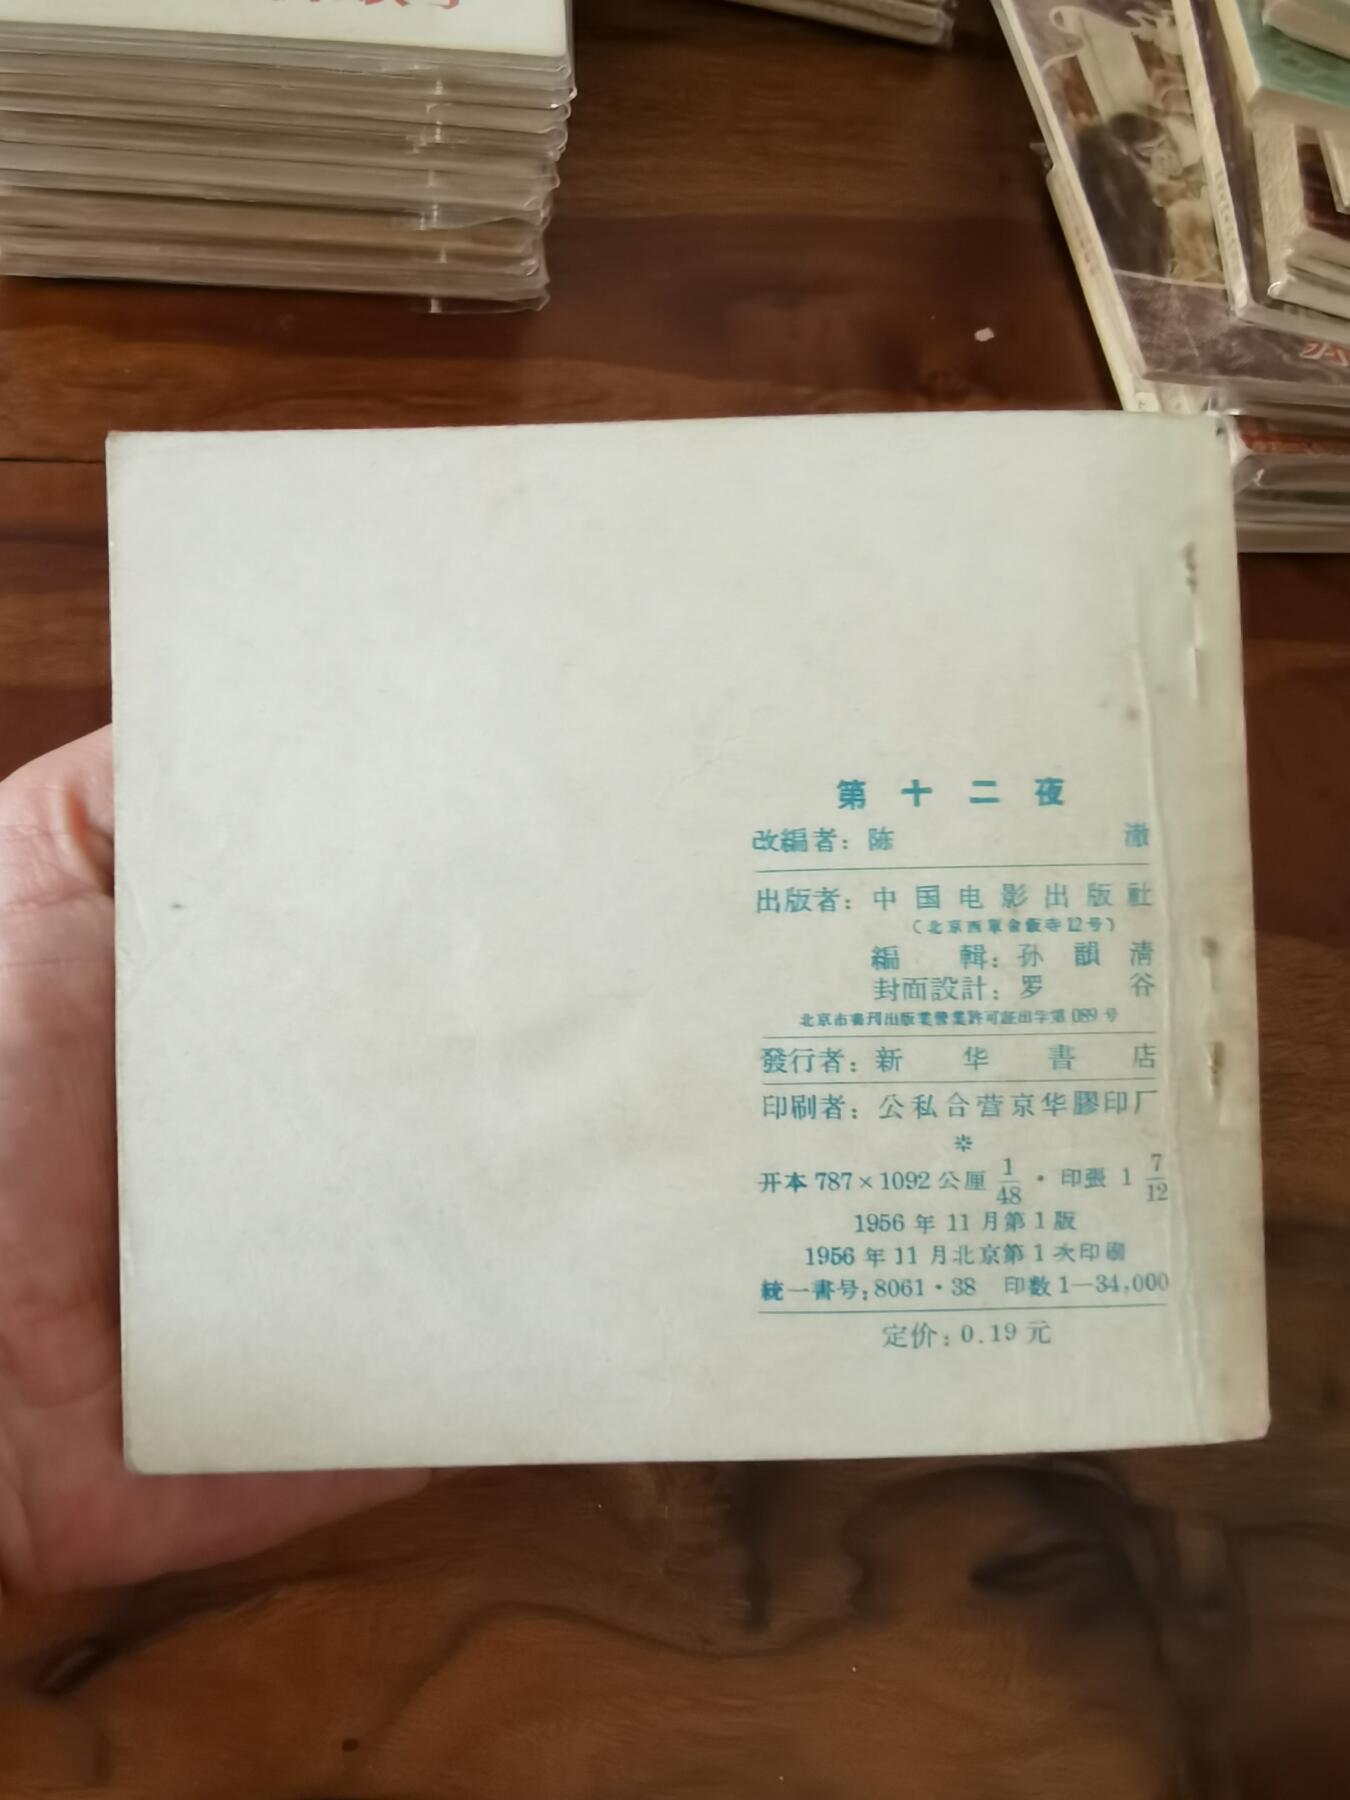 第十二夜
改編者：陈 澈
出版者：中国电影出版社
（北京西單舍飯寺12号）
編 輯：孙韻清
封面設計：罗 谷
北京市書刊出版業營業許可証出字第089号
發行者：新华書店
印刷者：公私合营京华膠印厂
*
开本787×1092公厘 1/48·印張 1 7/12
1956年11月第1版
1956年11月北京第1次印刷
統一書号：8061·38 印数1—34,000
定价：0.19元